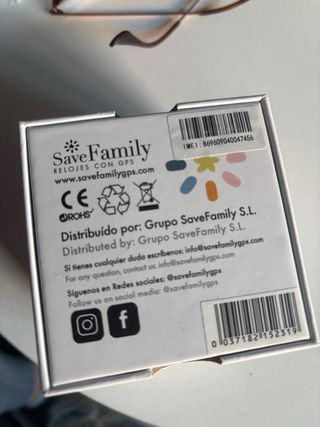 SaveFamily
RELOJES CON GPS
www.savefamilygps.com
IMEI: 869609040047456
CE
ROHS
Distribuído por: Grupo SaveFamily S.L.
Distributed by: Grupo SaveFamily S.L.
Si tienes cualquier duda escríbenos: info@savefamilygps.com
For any question, contact us: info@savefamilygps.com
Síguenos en Redes sociales: @savefamilygps
Follow us on social media: @savefamilygps
0 037182 152319